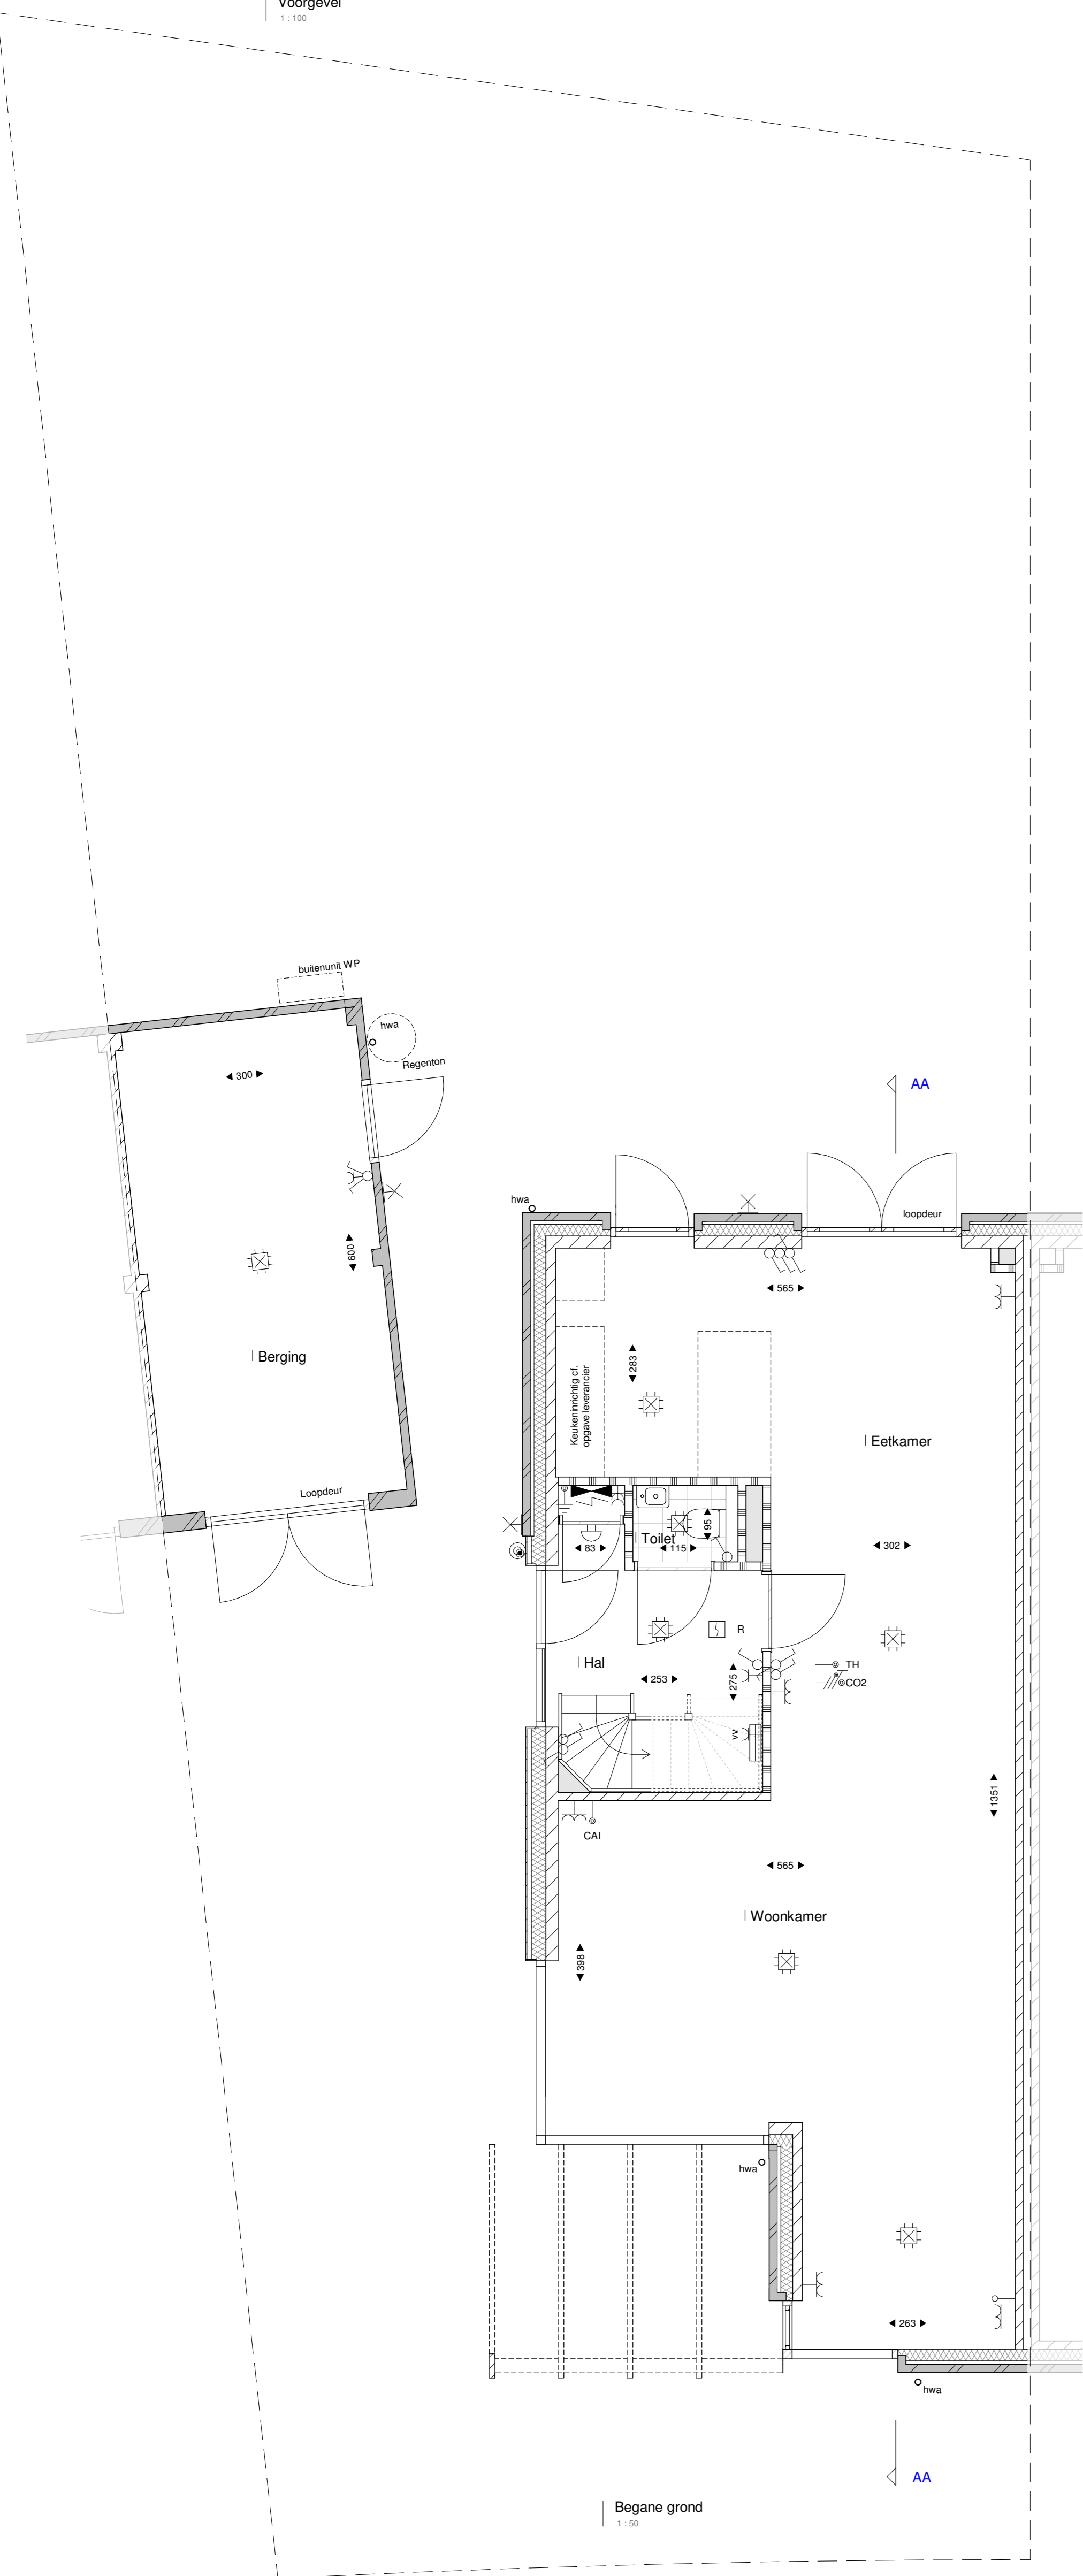 Voorgevel
1 : 100
buitenunit WP
hwa
Regenton
300
AA
hwa
loopdeur
600
565
Berging
283
Keukeninrichtig cf.
opgave leverancier
Eetkamer
Loopdeur
95
Toilet
83
115
302
R
Hal
TH
253
275
CO2
vv
1351
CAI
565
Woonkamer
398
hwa
263
hwa
AA
Begane grond
1 : 50